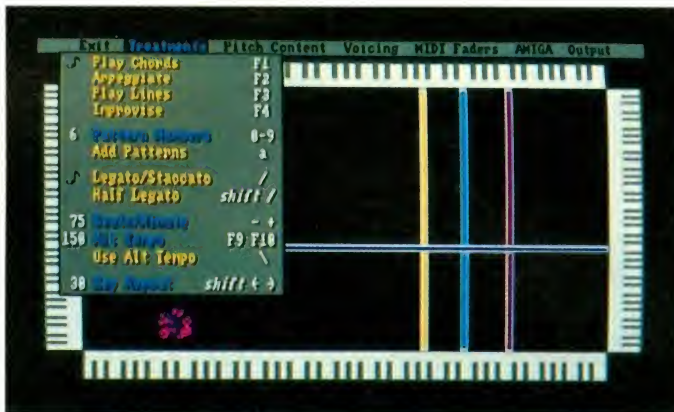 Exit Treatments Pitch Content Voicing MIDI Faders AMIGA Output
♪ Play Chords F1
Arpeggiate F2
Play Lines F3
Improvise F4
6 Pattern Numbers 0-9
Add Patterns a
♪ Legato/Staccato /
Half Legato shift /
75 Beats/Minute - +
150 Alt Tempo F9 F10
Use Alt Tempo \
30 Key Repeat shift ← →